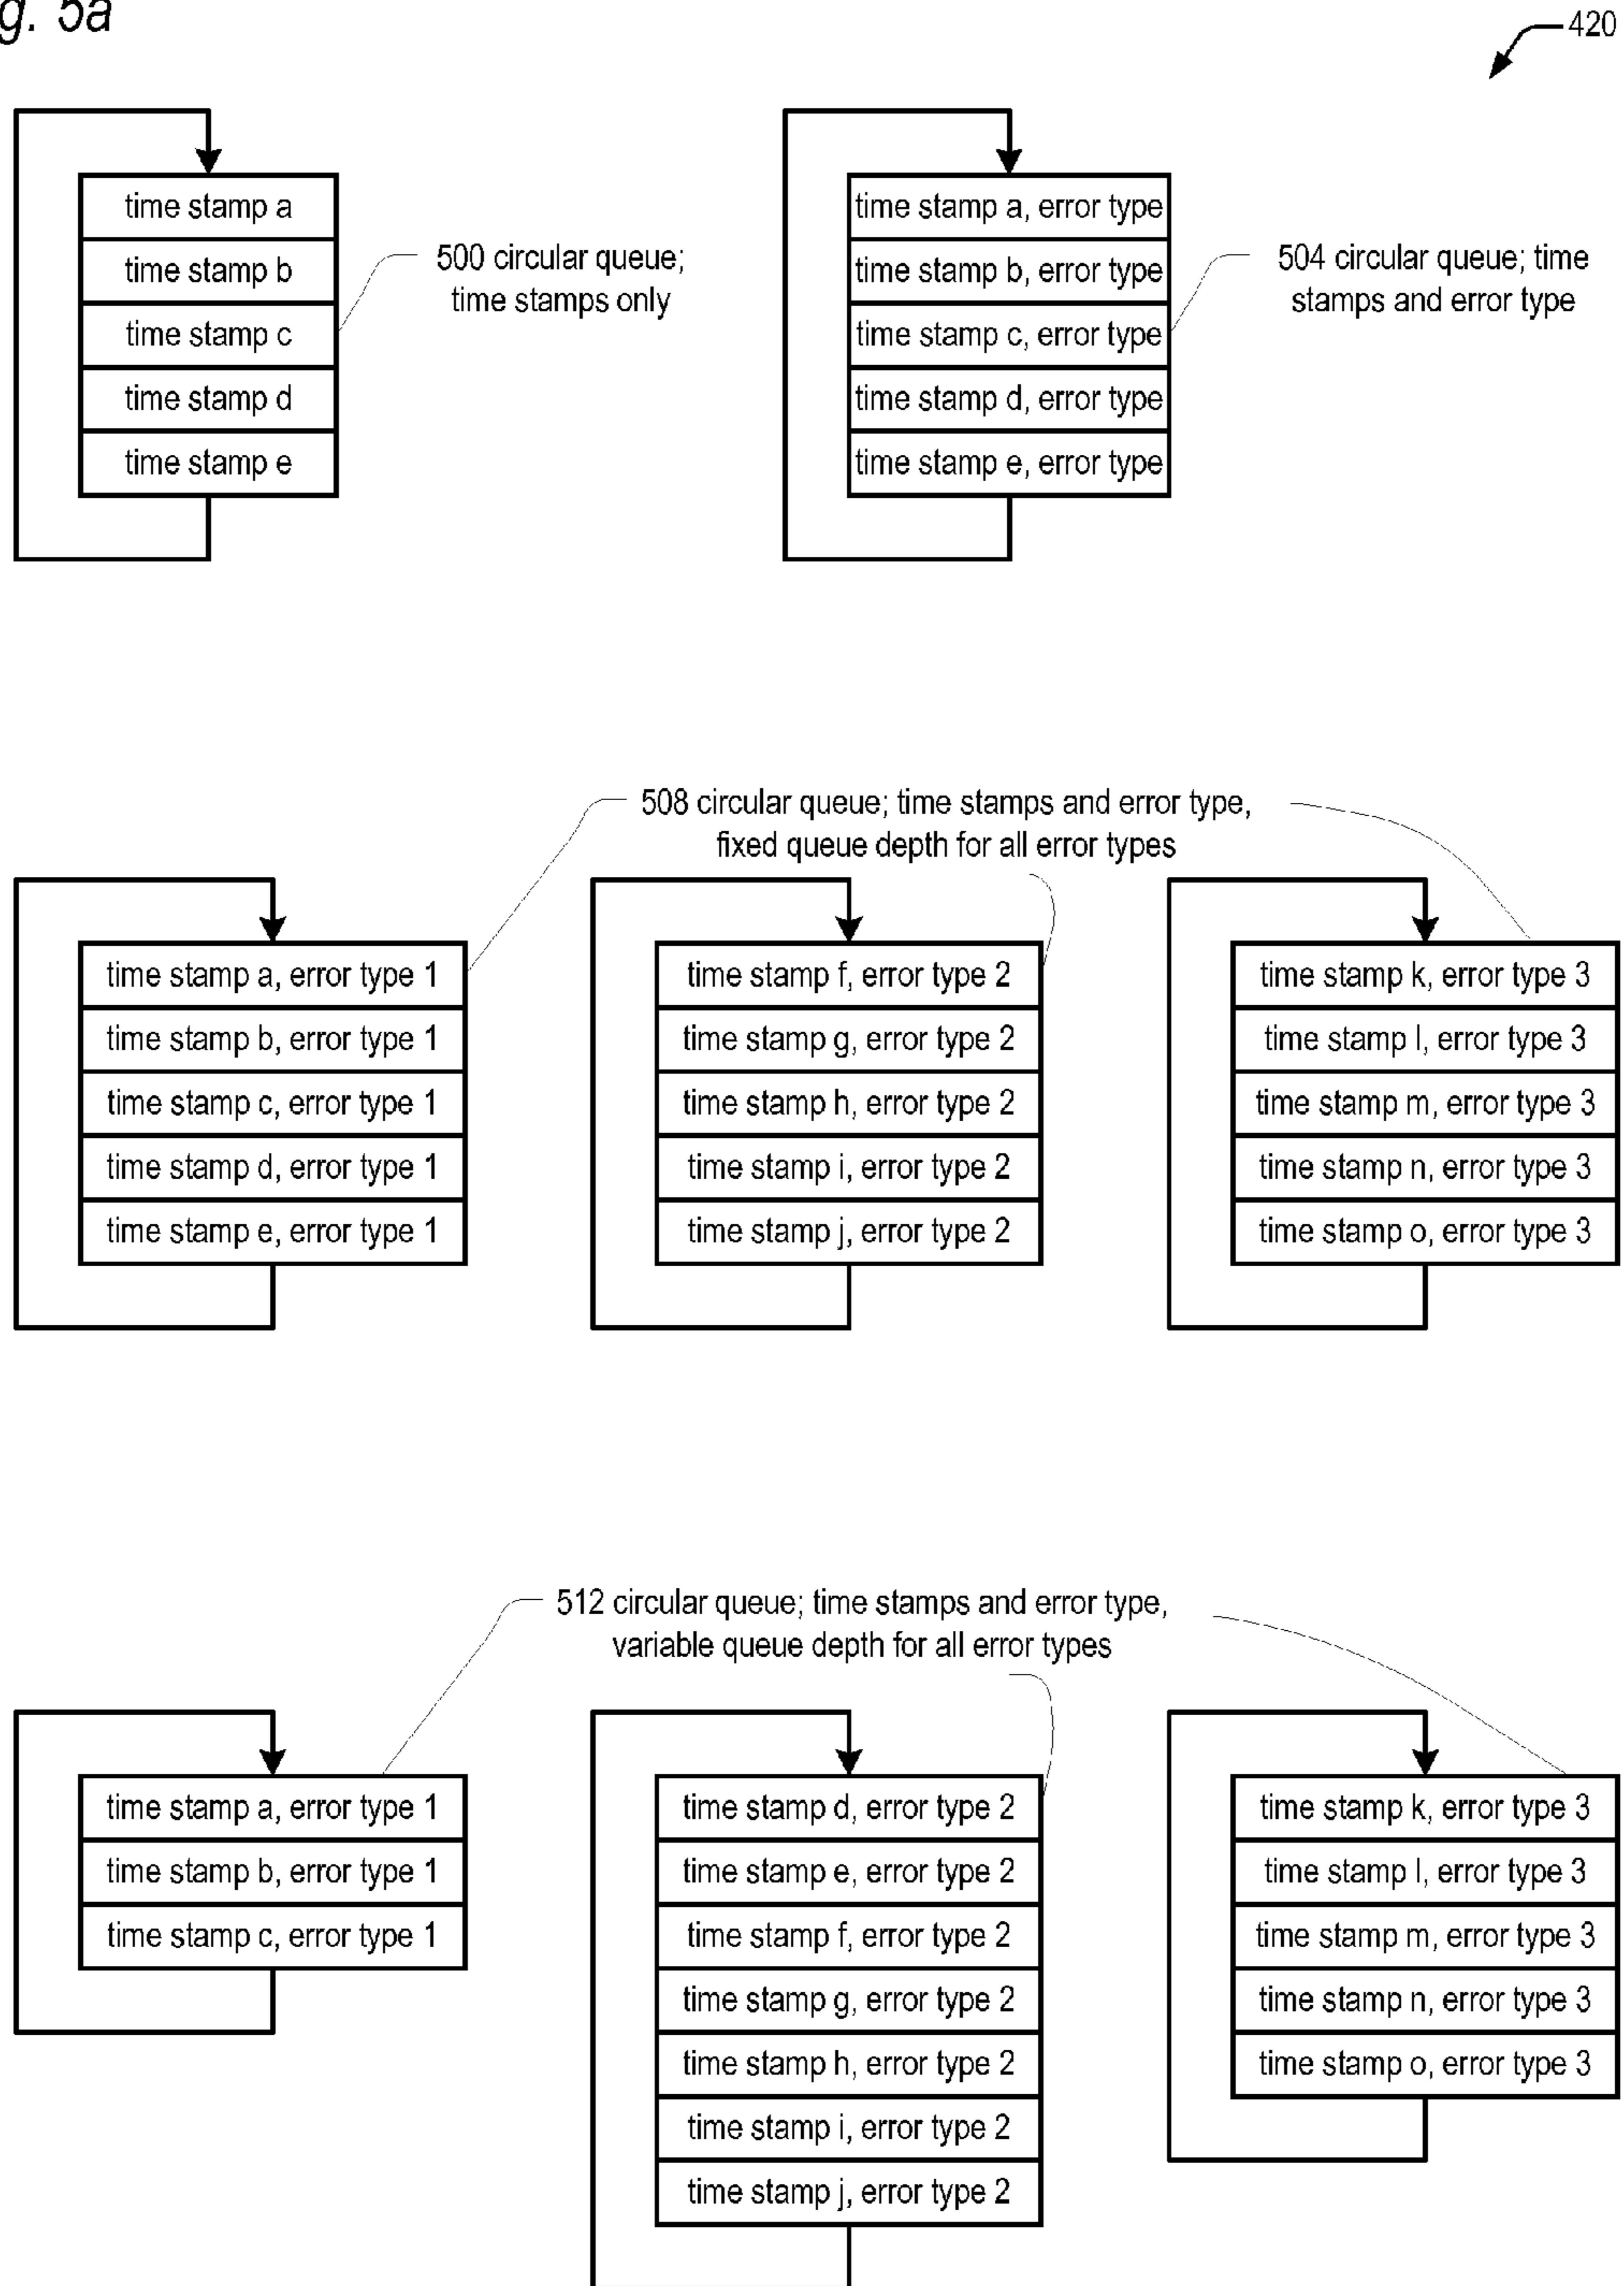 g. 5a
420
time stamp a
time stamp b
time stamp c
time stamp d
time stamp e
500 circular queue;
time stamps only
time stamp a, error type
time stamp b, error type
time stamp c, error type
time stamp d, error type
time stamp e, error type
504 circular queue; time
stamps and error type
508 circular queue; time stamps and error type,
fixed queue depth for all error types
time stamp a, error type 1
time stamp b, error type 1
time stamp c, error type 1
time stamp d, error type 1
time stamp e, error type 1
time stamp f, error type 2
time stamp g, error type 2
time stamp h, error type 2
time stamp i, error type 2
time stamp j, error type 2
time stamp k, error type 3
time stamp l, error type 3
time stamp m, error type 3
time stamp n, error type 3
time stamp o, error type 3
512 circular queue; time stamps and error type,
variable queue depth for all error types
time stamp a, error type 1
time stamp b, error type 1
time stamp c, error type 1
time stamp d, error type 2
time stamp e, error type 2
time stamp f, error type 2
time stamp g, error type 2
time stamp h, error type 2
time stamp i, error type 2
time stamp j, error type 2
time stamp k, error type 3
time stamp l, error type 3
time stamp m, error type 3
time stamp n, error type 3
time stamp o, error type 3